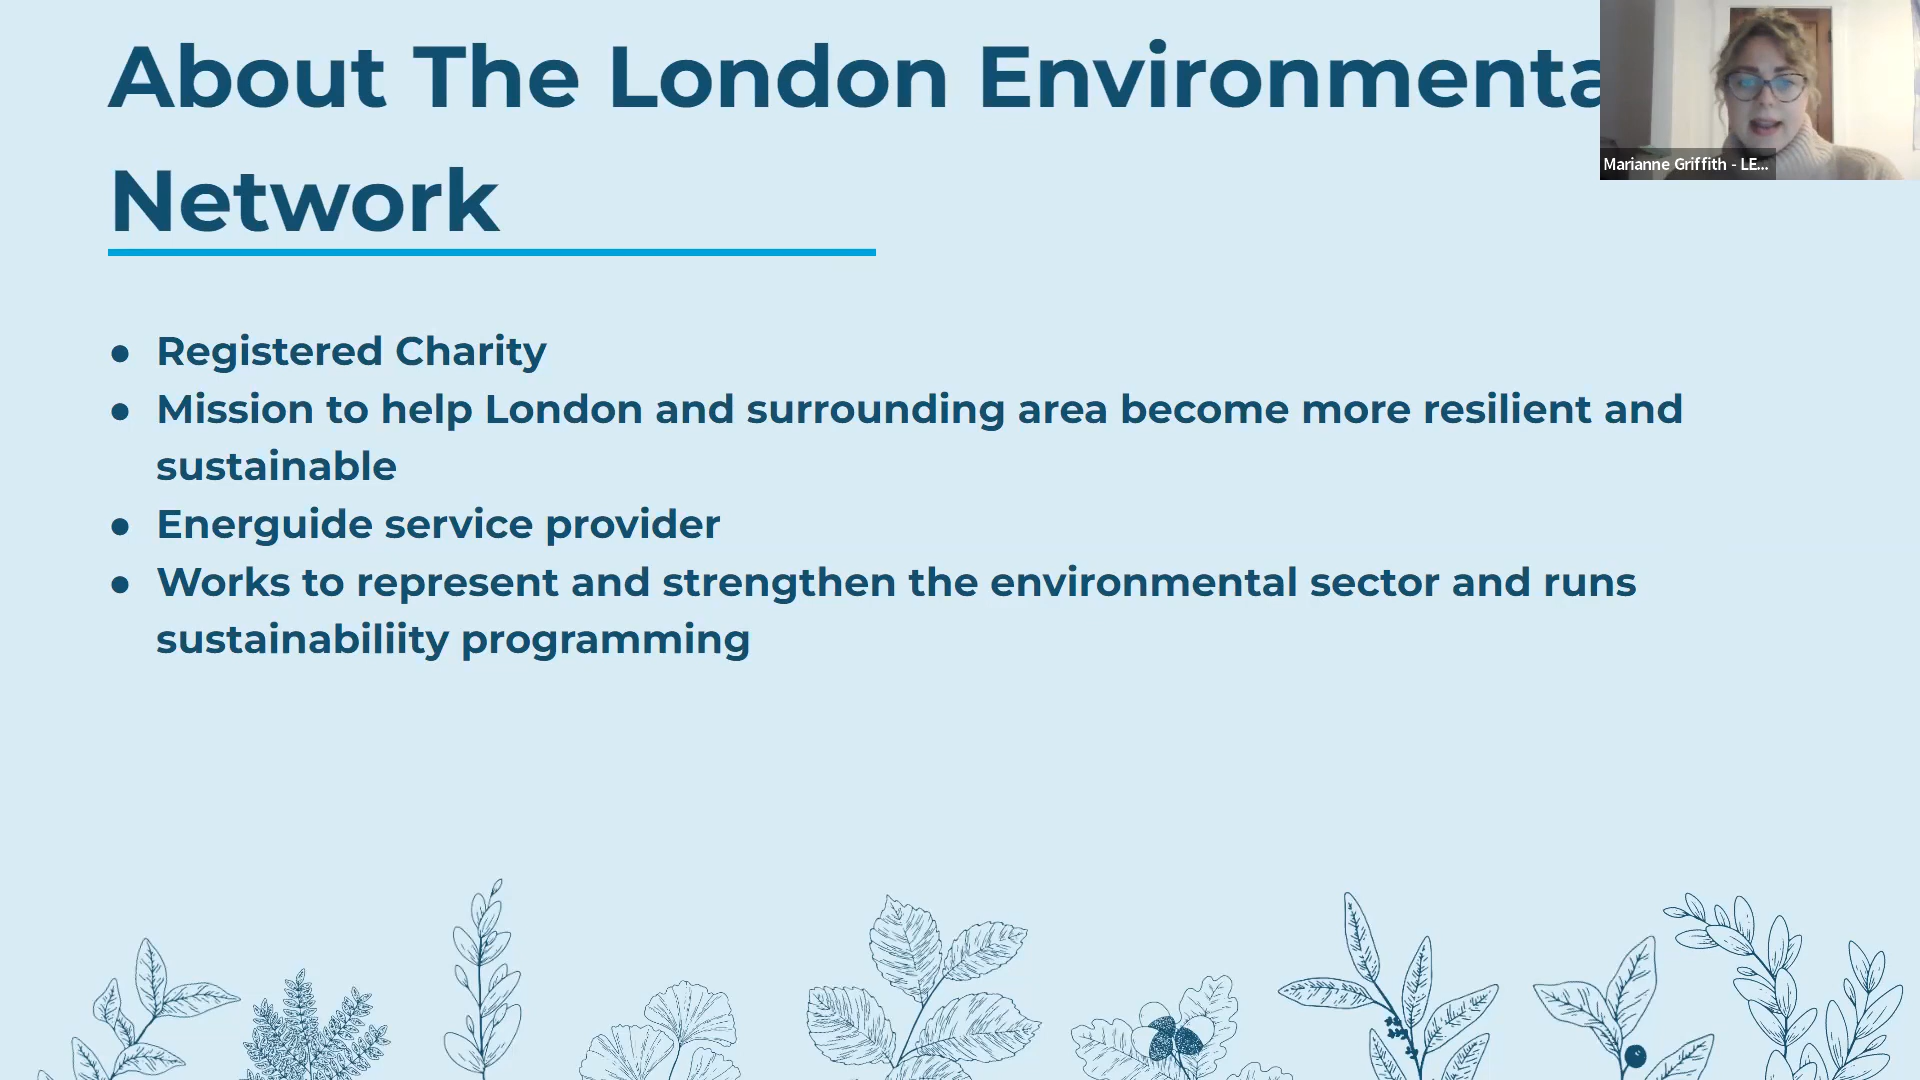 About The London Environmenta
Network
● Registered Charity
● Mission to help London and surrounding area become more resilient and
sustainable
● Energuide service provider
● Works to represent and strengthen the environmental sector and runs
sustainabiliity programming
Marianne Griffith - LE...